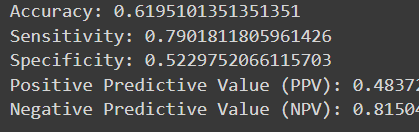 Accuracy: 0.6195101351351351
Sensitivity: 0.7901811805961426
Specificity: 0.5229752066115703
Positive Predictive Value (PPV): 0.48372
Negative Predictive Value (NPV): 0.81504